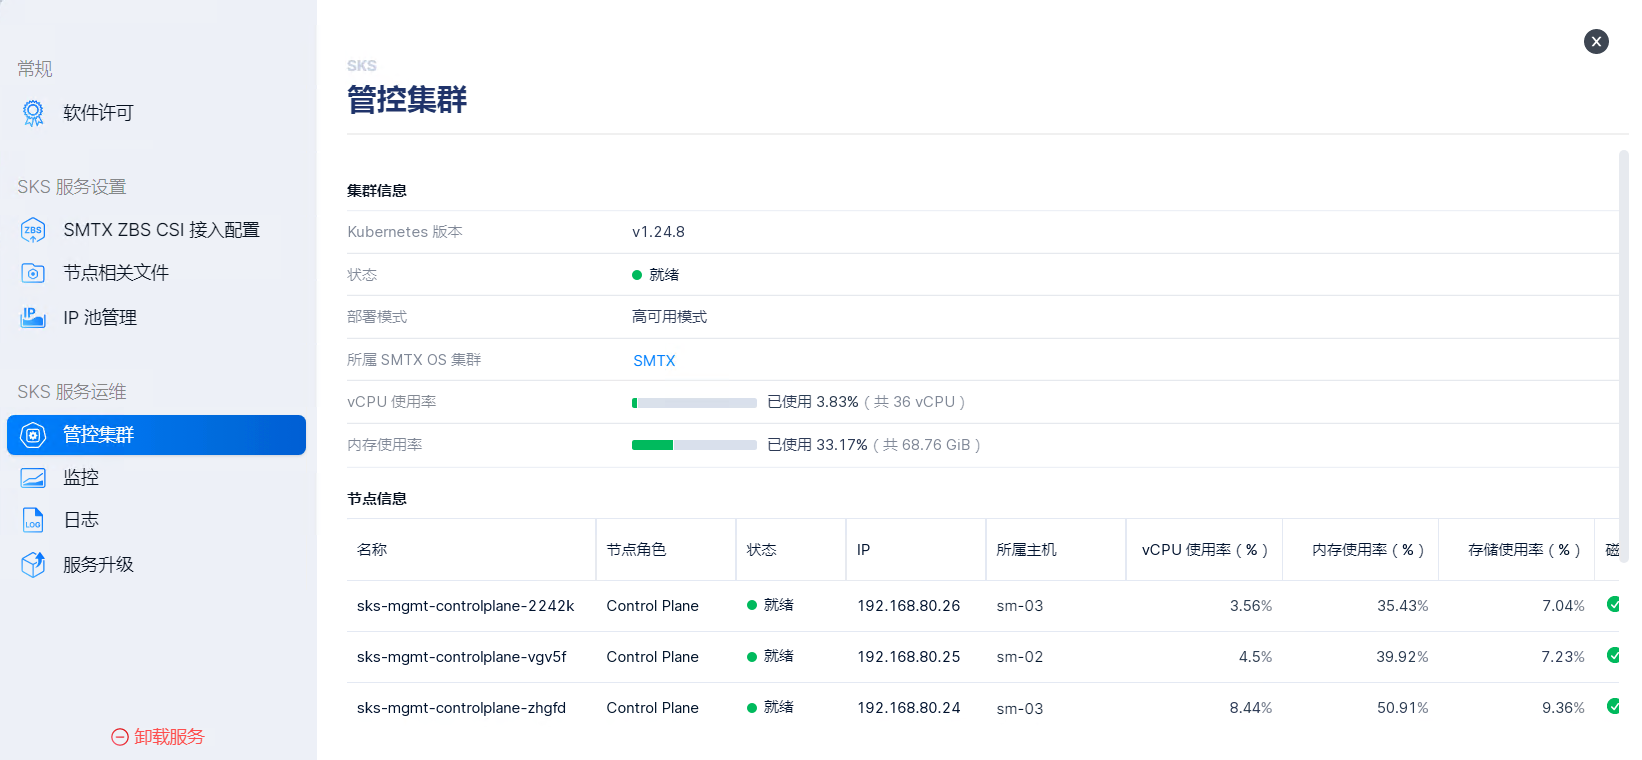 常规
软件许可
SKS 服务设置
ZBS
SMTX ZBS CSI 接入配置
节点相关文件
IP
IP 池管理
SKS 服务运维
管控集群
监控
LOG
日志
服务升级
卸载服务
SKS
管控集群
集群信息
Kubernetes 版本 v1.24.8
状态 就绪
部署模式 高可用模式
所属 SMTX OS 集群 SMTX
vCPU 使用率 已使用 3.83% ( 共 36 vCPU )
内存使用率 已使用 33.17% ( 共 68.76 GiB )
节点信息
名称 节点角色 状态 IP 所属主机 vCPU 使用率 ( % ) 内存使用率 ( % ) 存储使用率 ( % )
sks-mgmt-controlplane-2242k Control Plane 就绪 192.168.80.26 sm-03 3.56% 35.43% 7.04%
sks-mgmt-controlplane-vgv5f Control Plane 就绪 192.168.80.25 sm-02 4.5% 39.92% 7.23%
sks-mgmt-controlplane-zhgfd Control Plane 就绪 192.168.80.24 sm-03 8.44% 50.91% 9.36%